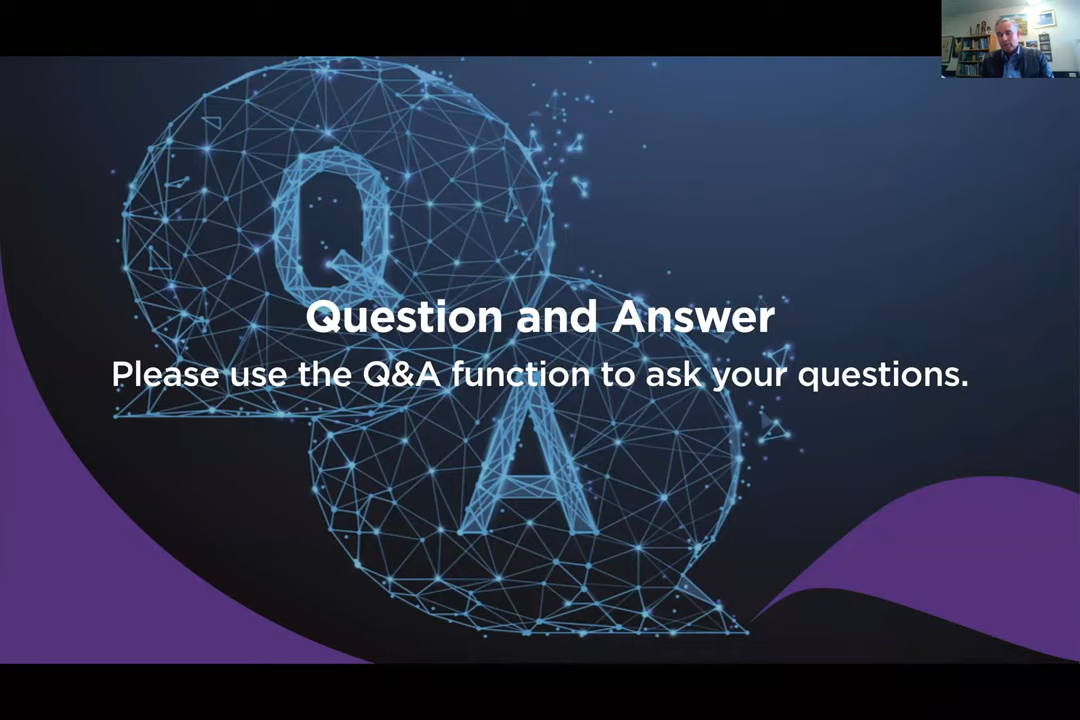 Q
Question and Answer
Please use the Q&A function to ask your questions.
A